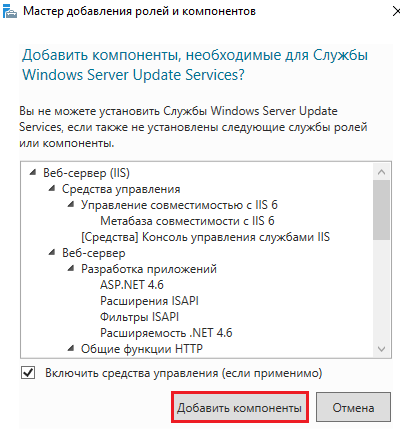 Мастер добавления ролей и компонентов
Добавить компоненты, необходимые для Службы
Windows Server Update Services?
Вы не можете установить Службы Windows Server Update
Services, если также не установлены следующие службы ролей
или компоненты.
Веб-сервер (IIS)
Средства управления
Управление совместимостью с IIS 6
Метабаза совместимости с IIS 6
[Средства] Консоль управления службами IIS
Веб-сервер
Разработка приложений
ASP.NET 4.6
Расширения ISAPI
Фильтры ISAPI
Расширяемость .NET 4.6
Общие функции HTTP
Включить средства управления (если применимо)
Добавить компоненты
Отмена